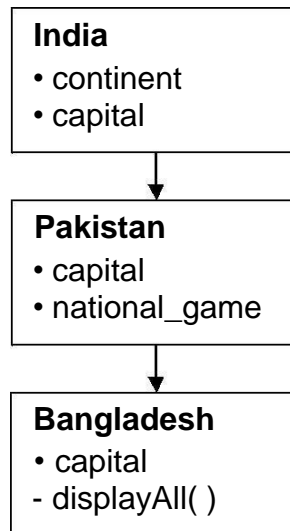 India
• continent
• capital
Pakistan
• capital
• national_game
Bangladesh
• capital
- displayAll( )